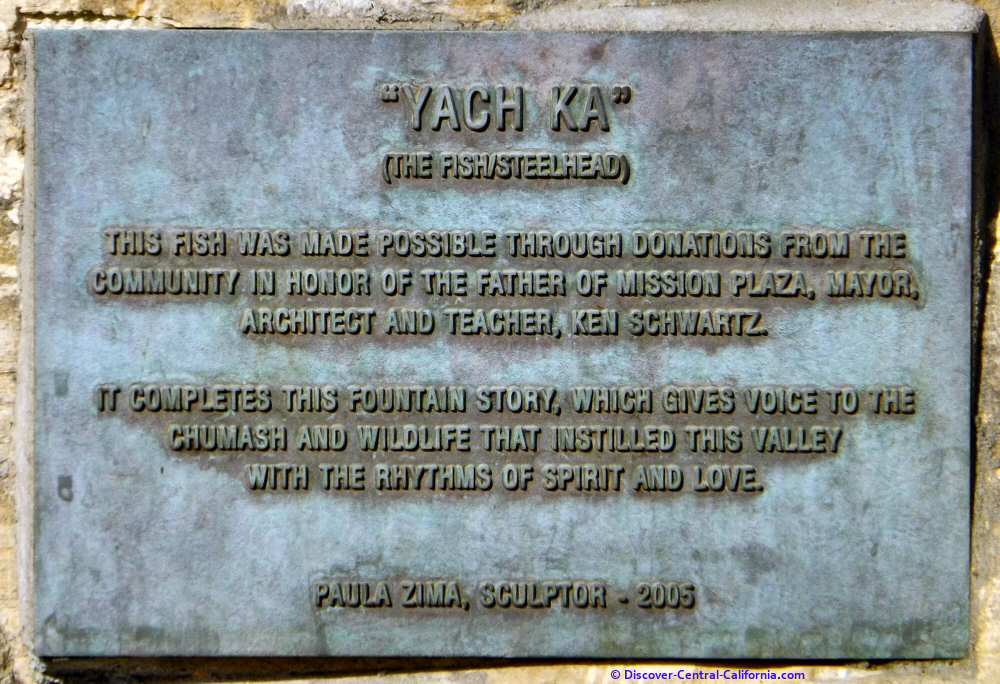 "YACH KA"
(THE FISH/STEELHEAD)
THIS FISH WAS MADE POSSIBLE THROUGH DONATIONS FROM THE
COMMUNITY IN HONOR OF THE FATHER OF MISSION PLAZA, MAYOR,
ARCHITECT AND TEACHER, KEN SCHWARTZ.
IT COMPLETES THIS FOUNTAIN STORY, WHICH GIVES VOICE TO THE
CHUMASH AND WILDLIFE THAT INSTILLED THIS VALLEY
WITH THE RHYTHMS OF SPIRIT AND LOVE.
PAULA ZIMA, SCULPTOR - 2005
© Discover-Central-California.com